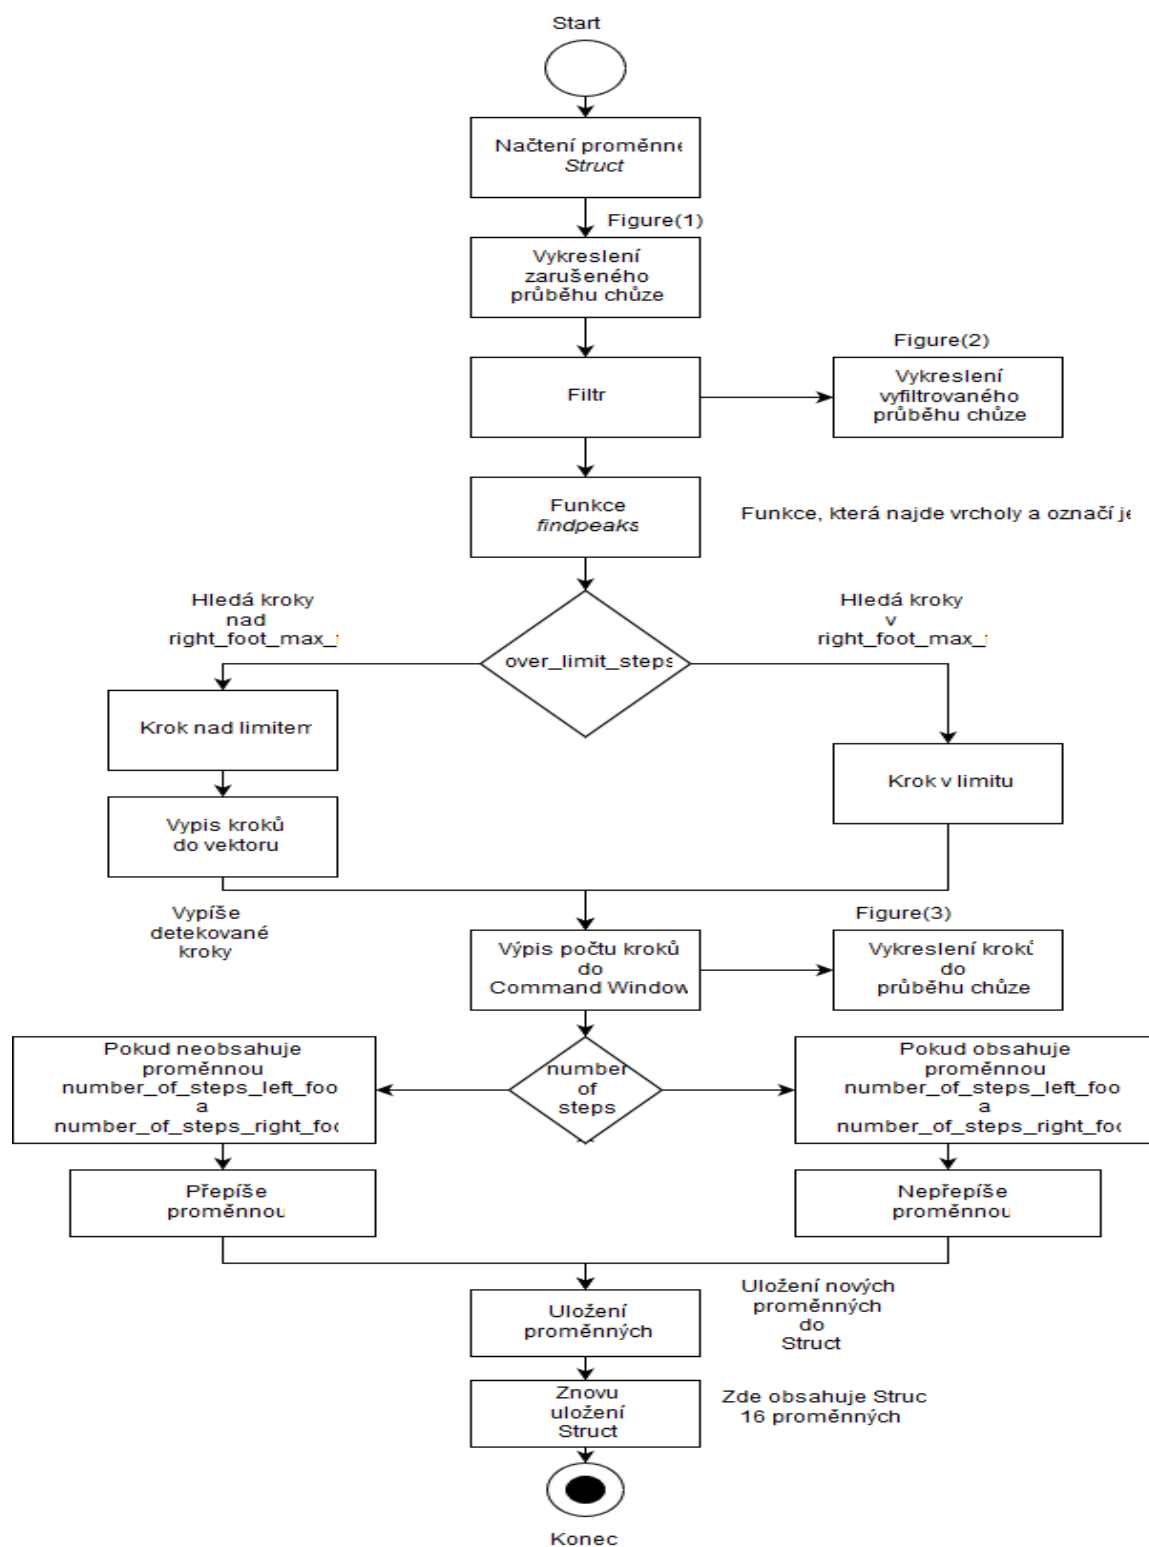 Start
Načtení proměnné
Struct
Figure(1)
Vykreslení
zarušeného
průběhu chůze
Filtr
Figure(2)
Vykreslení
vyfiltrovaného
průběhu chůze
Funkce
findpeaks
Funkce, která najde vrcholy a označí je
Hledá kroky
nad
right_foot_max_
over_limit_steps
Hledá kroky
v
right_foot_max_
Krok nad limitem
Krok v limitu
Vypis kroků
do vektoru
Vypíše
detekované
kroky
Výpis počtu kroků
do
Command Window
Figure(3)
Vykreslení kroků
do
průběhu chůze
Pokud neobsahuje
proměnnou
number_of_steps_left_foo
a
number_of_steps_right_foo
number
of
steps
Pokud obsahuje
proměnnou
number_of_steps_left_foo
a
number_of_steps_right_foo
Přepíše
proměnnou
Nepřepíše
proměnnou
Uložení
proměnných
Uložení nových
proměnných
do
Struct
Znovu
uložení
Struct
Zde obsahuje Struc
16 proměnných
Konec